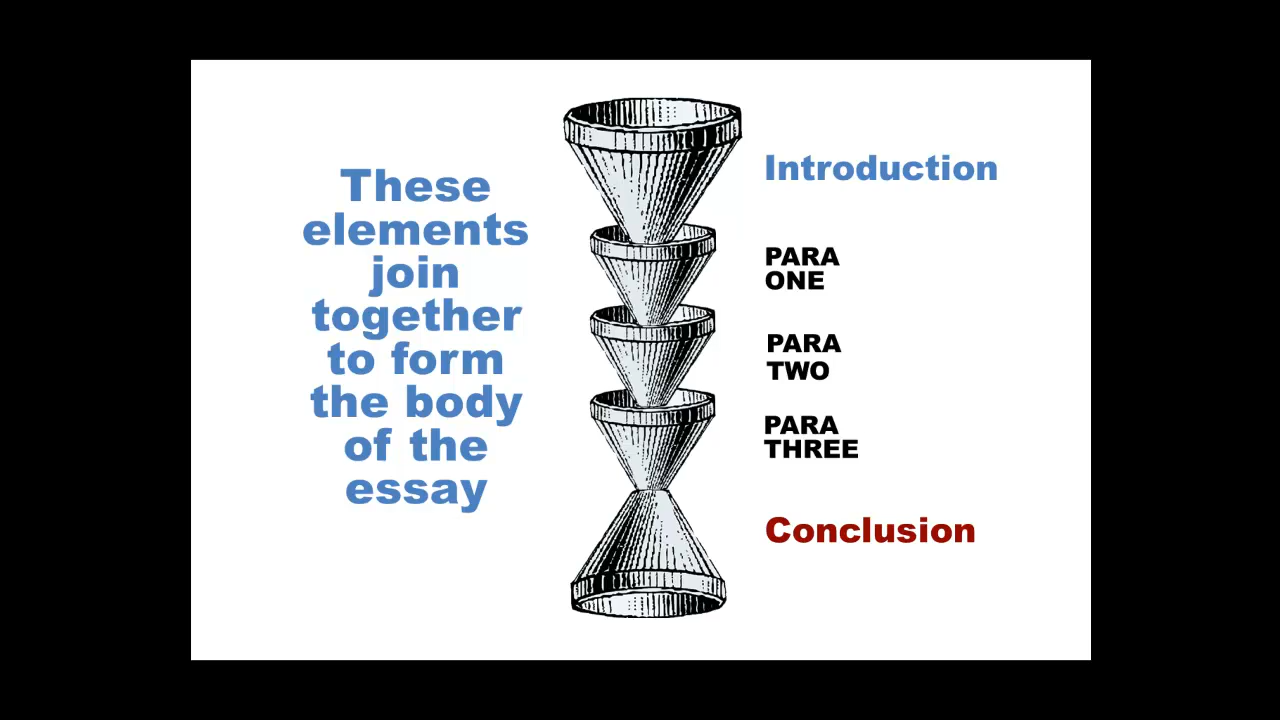 These
elements
join
together
to form
the body
of the
essay
Introduction
PARA
ONE
PARA
TWO
PARA
THREE
Conclusion